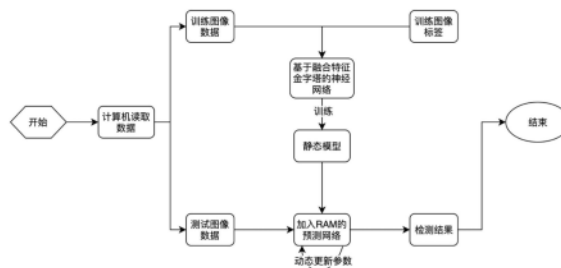 训练图像
数据
训练图像
标签
基于融合特征
金字塔的神经
网络
训练
开始
计算机读取
数据
静态模型
结束
测试图像
数据
加入RAM的
预测网络
检测结果
动态更新参数